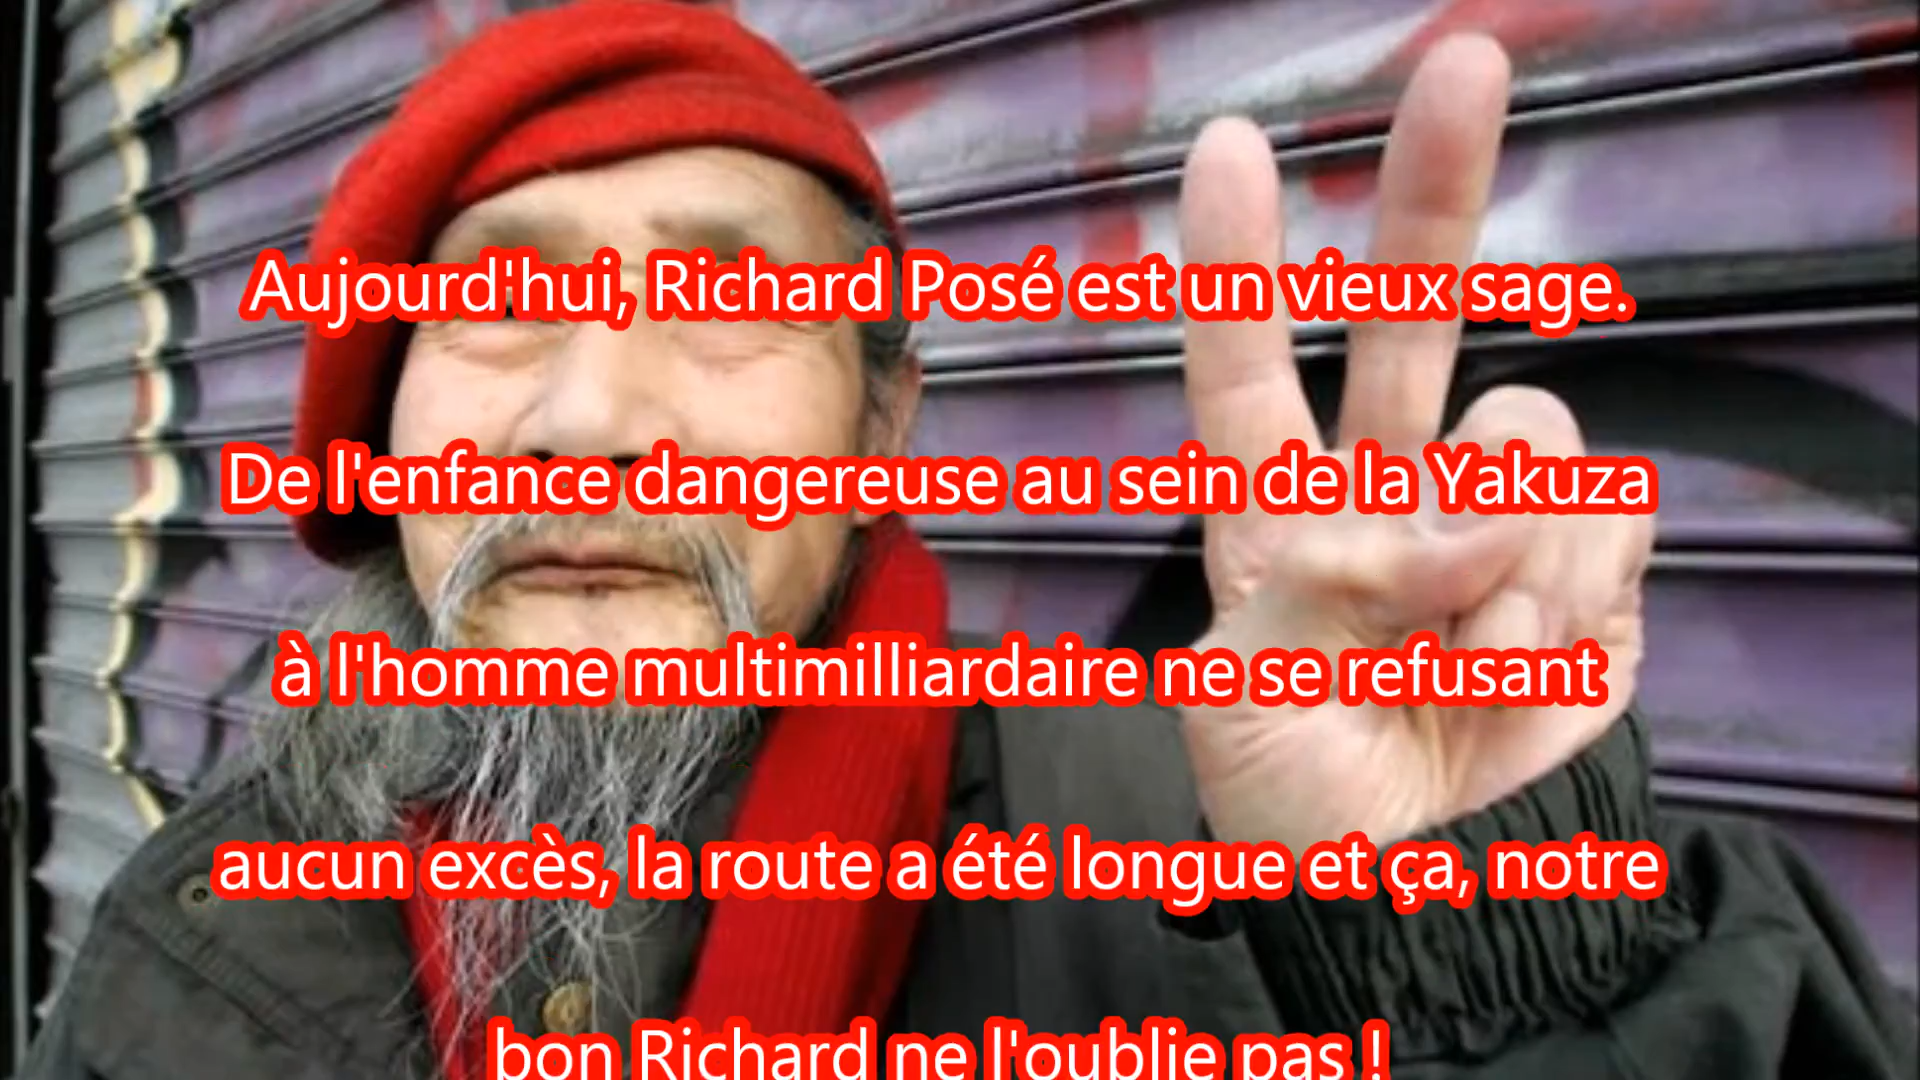 Aujourd'hui, Richard Posé est un vieux sage.
De l'enfance dangereuse au sein de la Yakuza
à l'homme multimilliardaire ne se refusant
aucun excès, la route a été longue et ça, notre
bon Richard ne l'oublie pas !